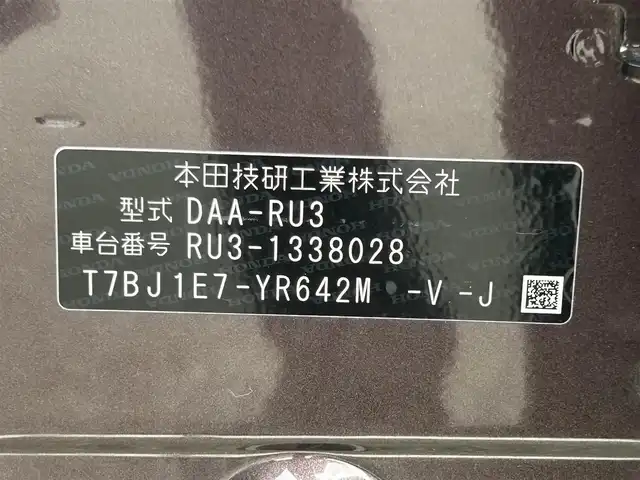 本田技研工業株式会社
型式 DAA-RU3
車台番号 RU3-1338028
T7BJ1E7-YR642M -V -J